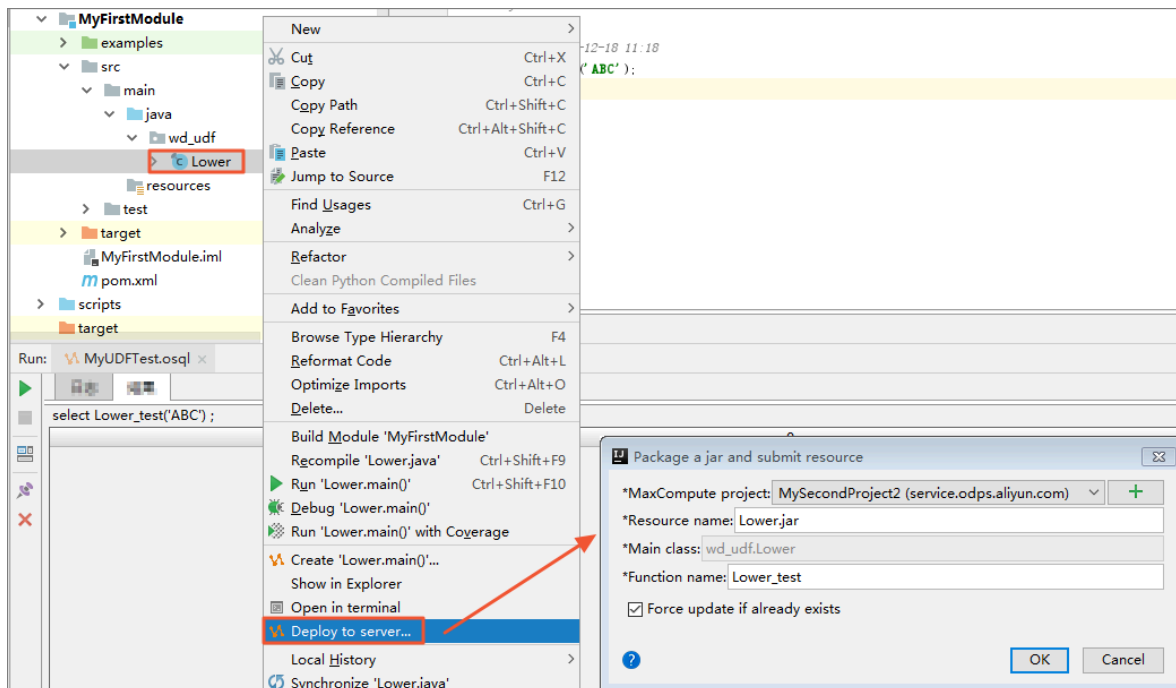 MyFirstModule
examples
src
main
java
wd_udf
Lower
resources
test
target
MyFirstModule.iml
pom.xml
scripts
target
-12-18 11:18
('ABC');
New
Cut Ctrl+X
Copy Ctrl+C
Copy Path Ctrl+Shift+C
Copy Reference Ctrl+Alt+Shift+C
Paste Ctrl+V
Jump to Source F12
Find Usages Ctrl+G
Analyze
Refactor
Clean Python Compiled Files
Add to Favorites
Browse Type Hierarchy F4
Reformat Code Ctrl+Alt+L
Optimize Imports Ctrl+Alt+O
Delete... Delete
Build Module 'MyFirstModule'
Recompile 'Lower.java' Ctrl+Shift+F9
Run 'Lower.main()' Ctrl+Shift+F10
Debug 'Lower.main()'
Run 'Lower.main()' with Coverage
Create 'Lower.main()'...
Show in Explorer
Open in terminal
Deploy to server...
Local History
Synchronize 'Lower.java'
Run: MyUDFTest.osql
select Lower_test('ABC') ;
Package a jar and submit resource
*MaxCompute project: MySecondProject2 (service.odps.aliyun.com)
*Resource name: Lower.jar
*Main class: wd_udf.Lower
*Function name: Lower_test
Force update if already exists
OK Cancel